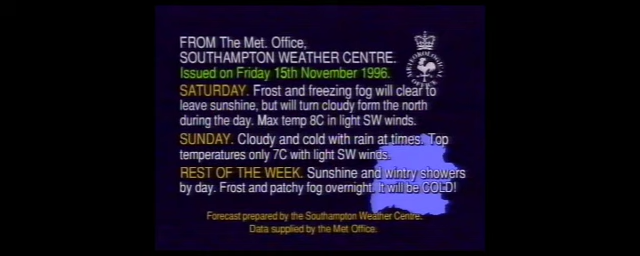 FROM The Met. Office,
SOUTHAMPTON WEATHER CENTRE.
Issued on Friday 15th November 1996.
SATURDAY. Frost and freezing fog will clear to
leave sunshine, but will turn cloudy form the north
during the day. Max temp 8C in light SW winds.
SUNDAY. Cloudy and cold with rain at times. Top
temperatures only 7C with light SW winds.
REST OF THE WEEK. Sunshine and wintry showers
by day. Frost and patchy fog overnight. It will be COLD!
Forecast prepared by the Southampton Weather Centre.
Data supplied by the Met Office.